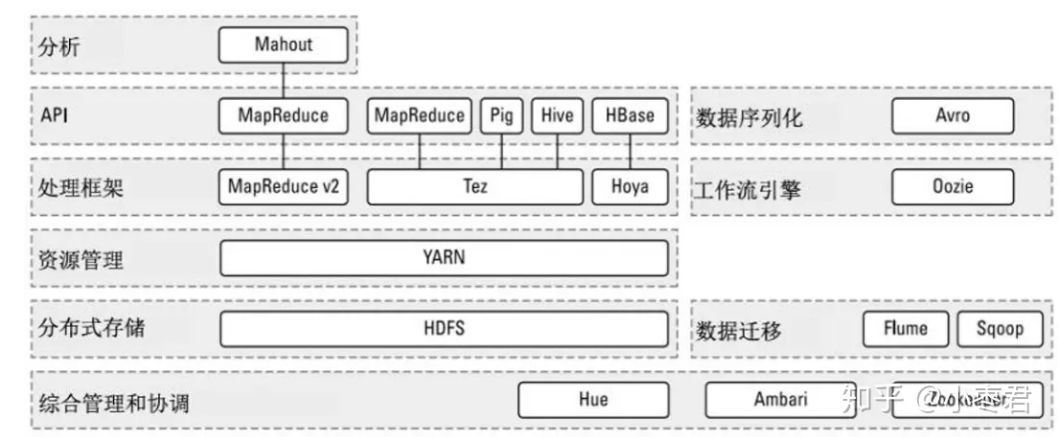 分析 Mahout
API MapReduce MapReduce Pig Hive HBase 数据序列化 Avro
处理框架 MapReduce v2 Tez Hoya 工作流引擎 Oozie
资源管理 YARN
分布式存储 HDFS 数据迁移 Flume Sqoop
综合管理和协调 Hue Ambari Zookeeper
知乎 @小枣君